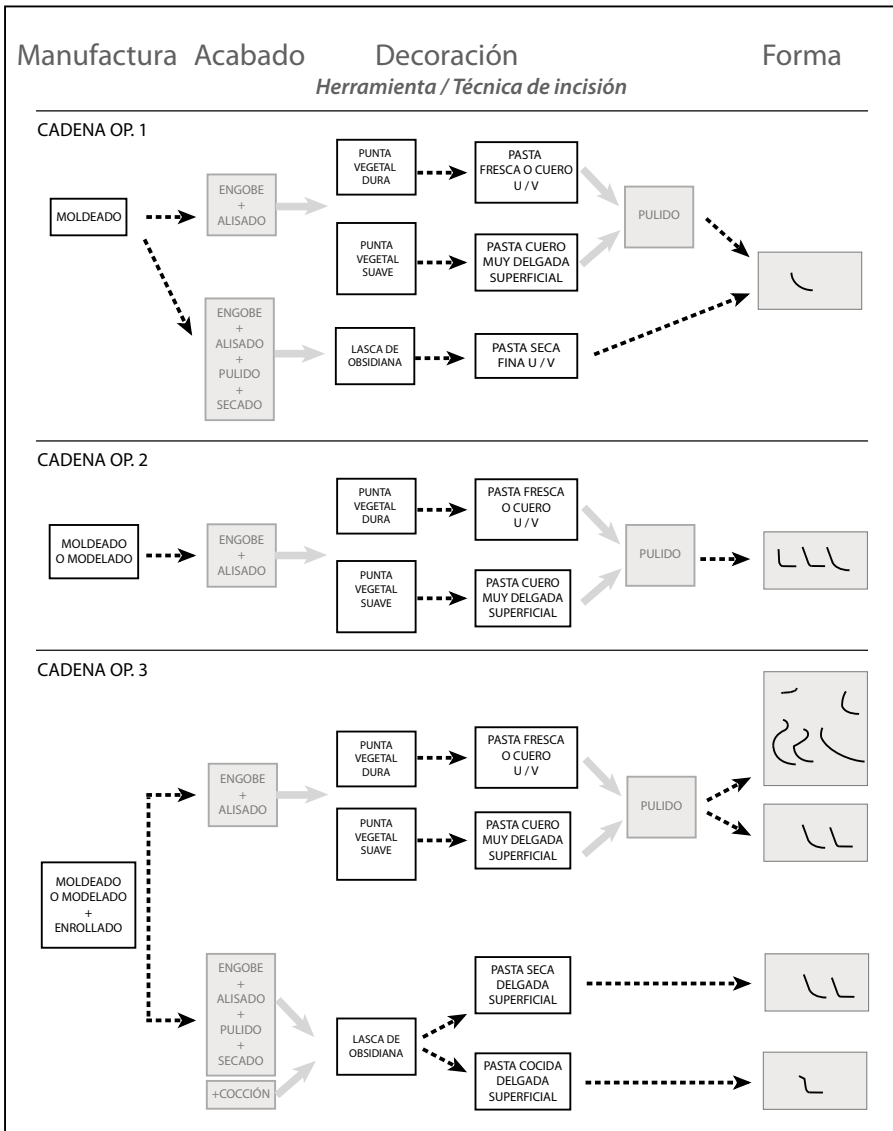 Manufactura Acabado Decoración Forma
Herramienta / Técnica de incisión
CADENA OP. 1
MOLDEADO
ENGOBE
+
ALISADO
PUNTA
VEGETAL
DURA
PASTA
FRESCA O CUERO
U / V
PUNTA
VEGETAL
SUAVE
PASTA CUERO
MUY DELGADA
SUPERFICIAL
PULIDO
ENGOBE
+
ALISADO
+
PULIDO
+
SECADO
LASCA DE
OBSIDIANA
PASTA SECA
FINA U / V
CADENA OP. 2
MOLDEADO
O MODELADO
ENGOBE
+
ALISADO
PUNTA
VEGETAL
DURA
PASTA FRESCA
O CUERO
U / V
PUNTA
VEGETAL
SUAVE
PASTA CUERO
MUY DELGADA
SUPERFICIAL
PULIDO
CADENA OP. 3
MOLDEADO
O MODELADO
+
ENROLLADO
ENGOBE
+
ALISADO
PUNTA
VEGETAL
DURA
PASTA FRESCA
O CUERO
U / V
PUNTA
VEGETAL
SUAVE
PASTA CUERO
MUY DELGADA
SUPERFICIAL
PULIDO
ENGOBE
+
ALISADO
+
PULIDO
+
SECADO
+COCCIÓN
LASCA DE
OBSIDIANA
PASTA SECA
DELGADA
SUPERFICIAL
PASTA COCIDA
DELGADA
SUPERFICIAL